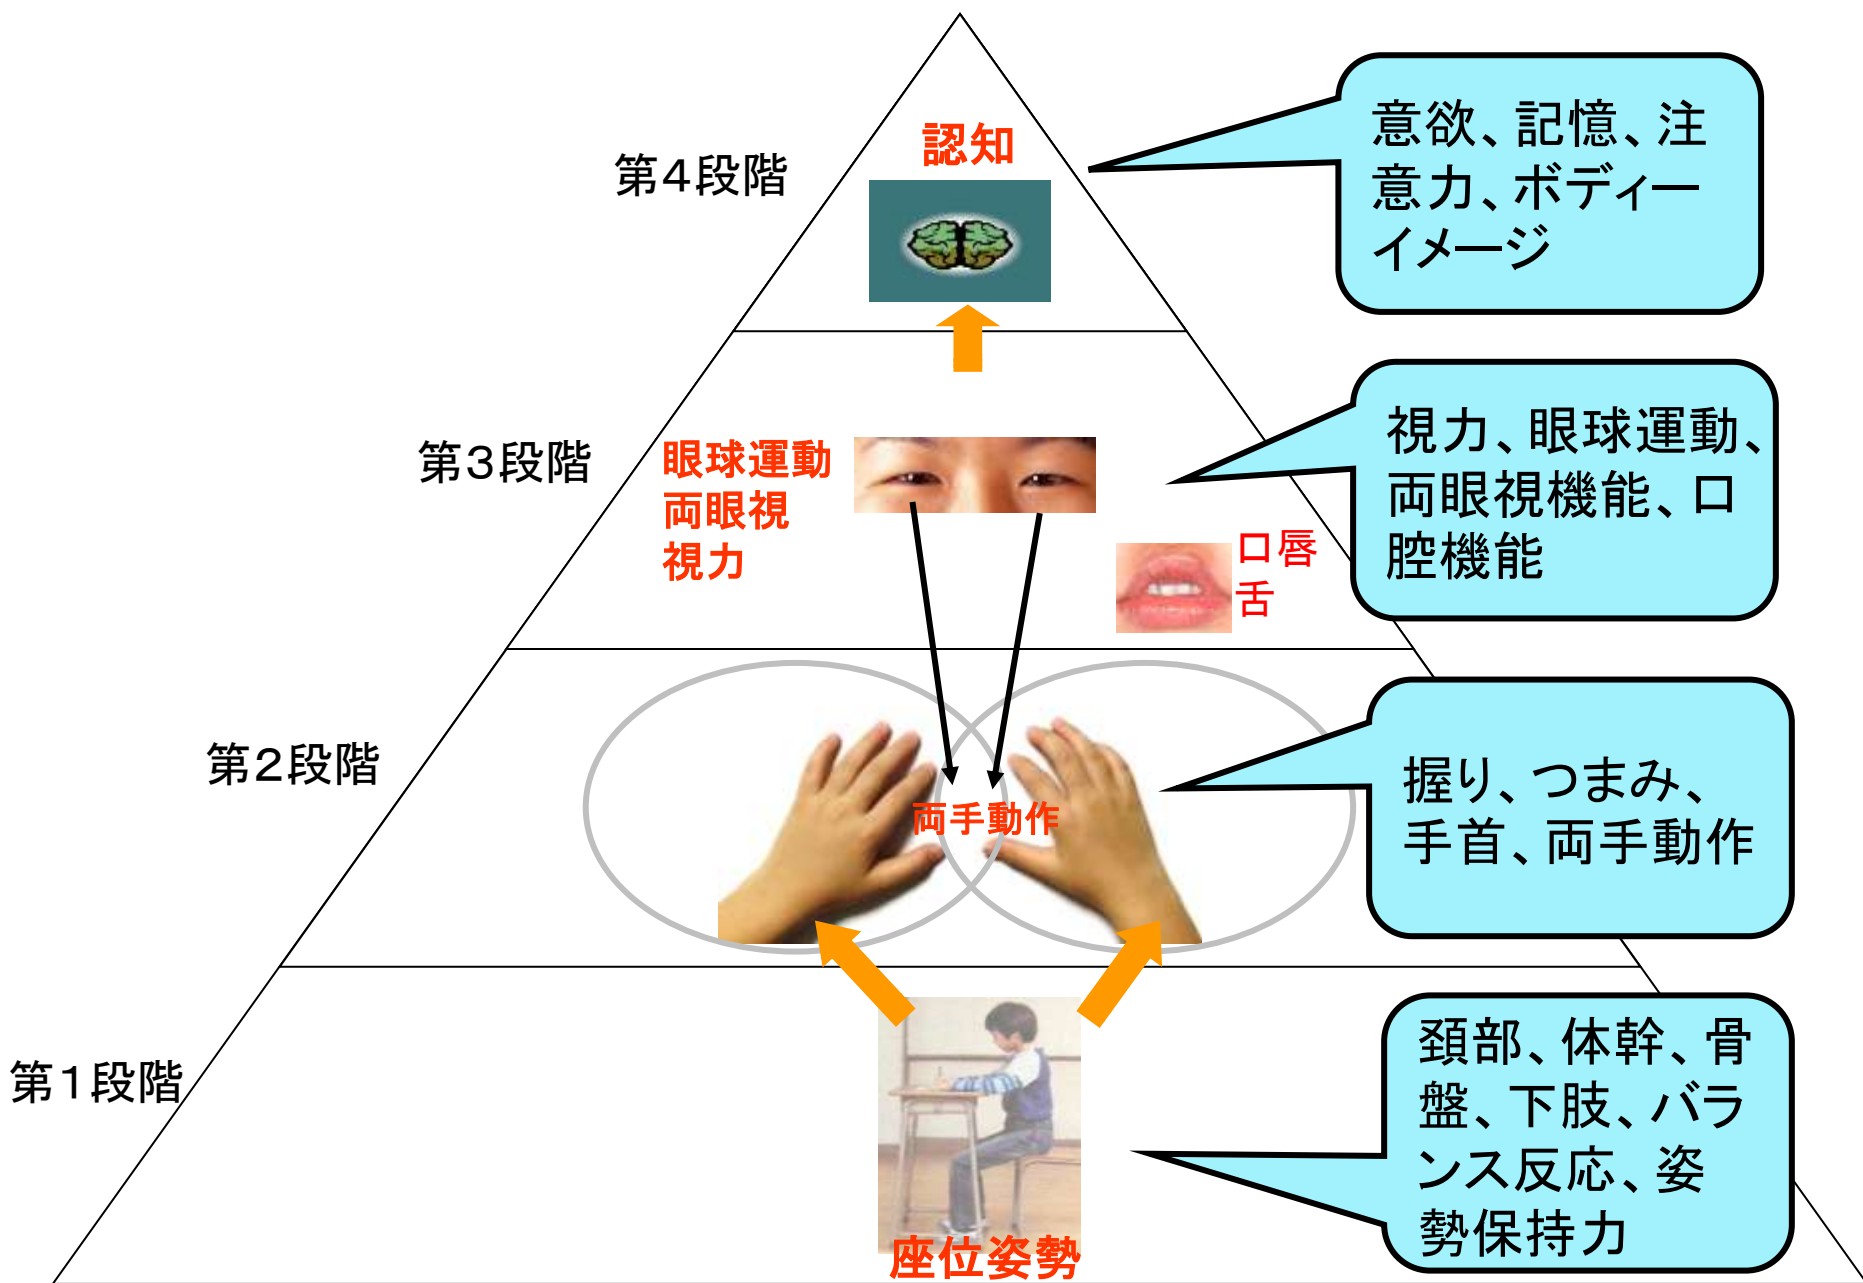 第４段階
認知
意欲、記憶、注
意力、ボディー
イメージ
第３段階
眼球運動
両眼視
視力
口唇
舌
視力、眼球運動、
両眼視機能、口
腔機能
第２段階
両手動作
握り、つまみ、
手首、両手動作
第１段階
座位姿勢
頚部、体幹、骨
盤、下肢、バラ
ンス反応、姿
勢保持力